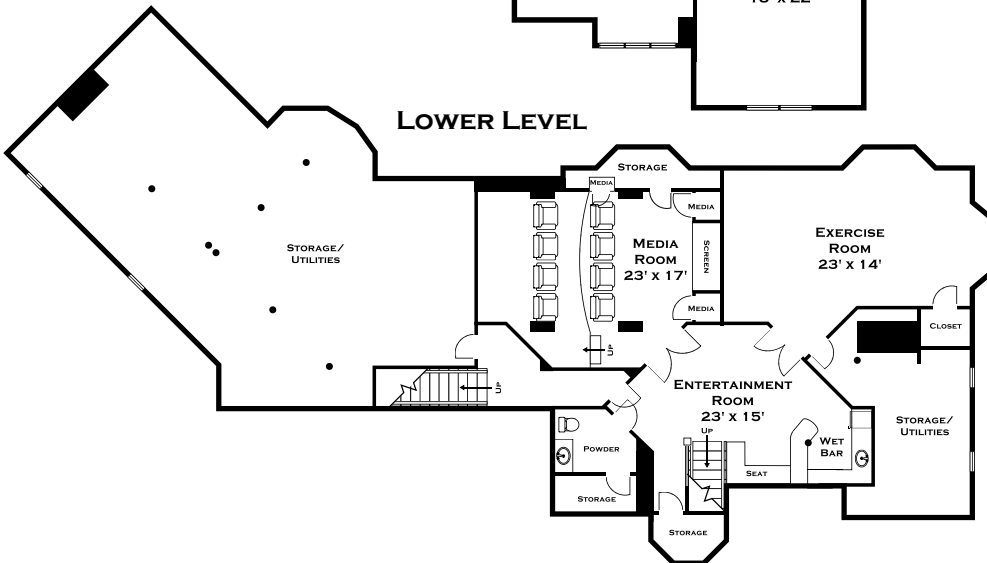 18' x 22'
LOWER LEVEL
STORAGE
MEDIA
MEDIA
SCREEN
MEDIA
ROOM
23' X 17'
MEDIA
EXERCISE
ROOM
23' X 14'
STORAGE/
UTILITIES
CLOSET
UP
UP
ENTERTAINMENT
ROOM
23' X 15'
UP
SEAT
WET
BAR
STORAGE/
UTILITIES
POWDER
STORAGE
STORAGE